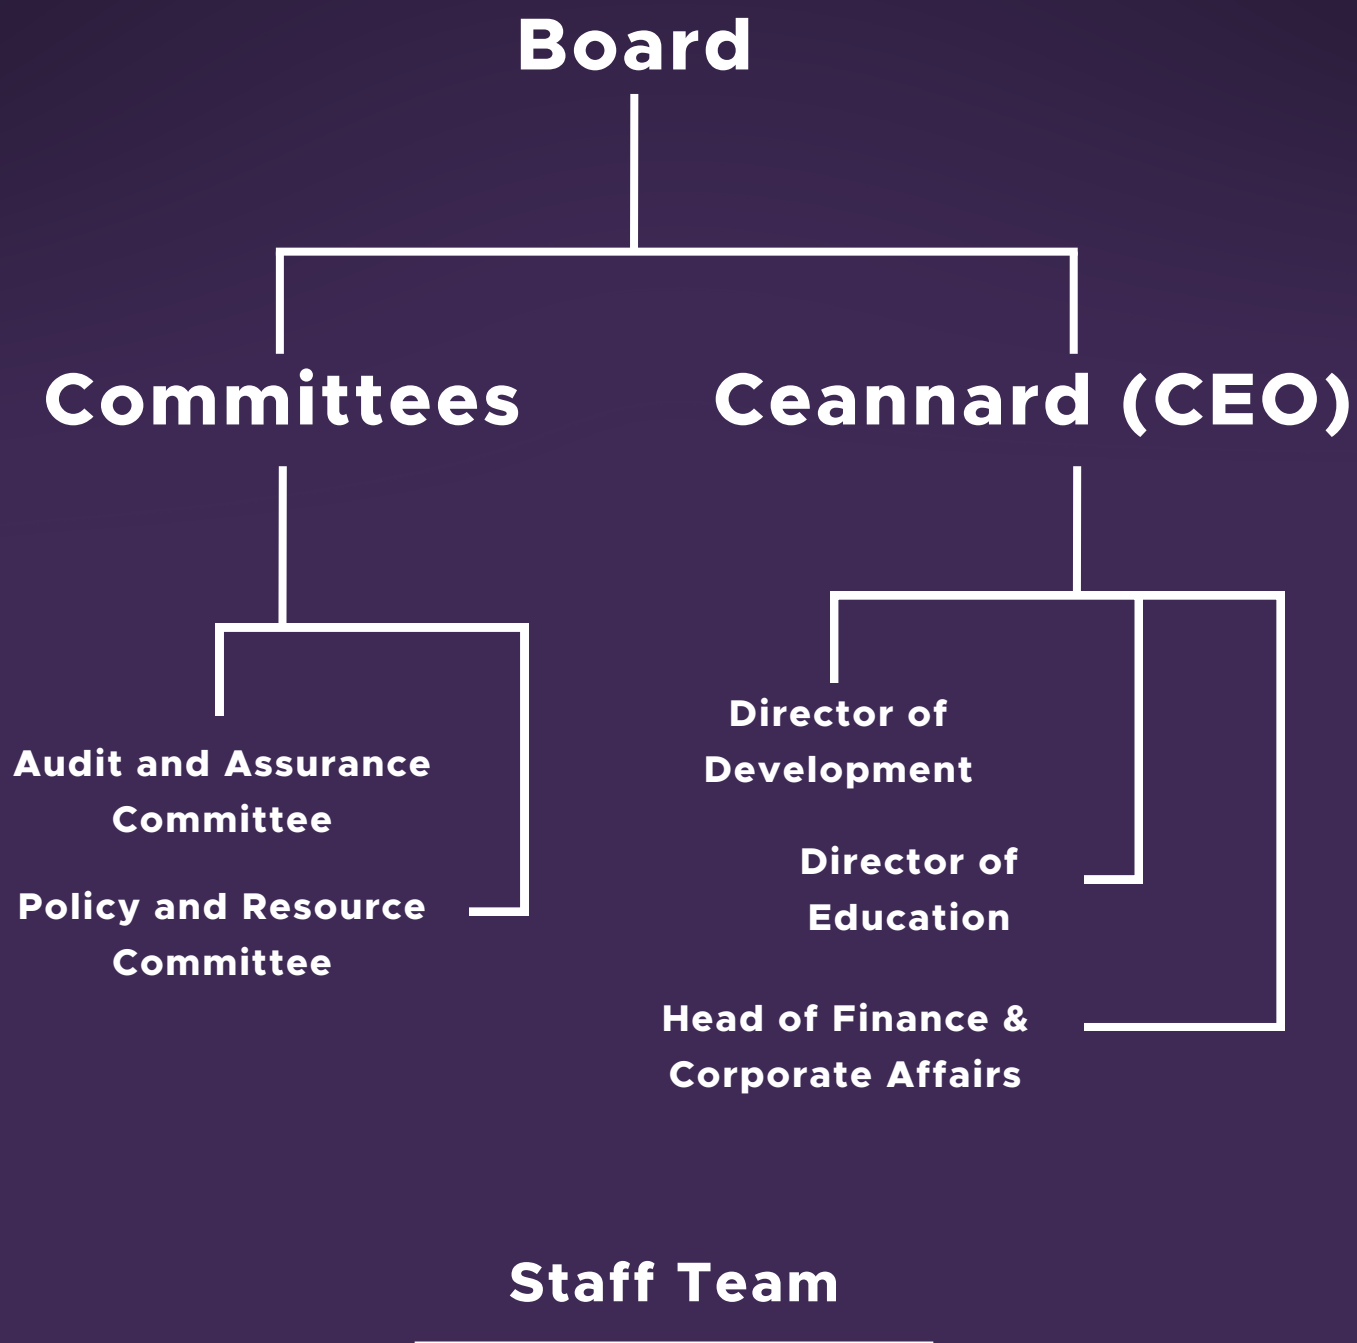 Board
Committees
Ceannard (CEO)
Audit and Assurance
Committee
Policy and Resource
Committee
Director of
Development
Director of
Education
Head of Finance &
Corporate Affairs
Staff Team